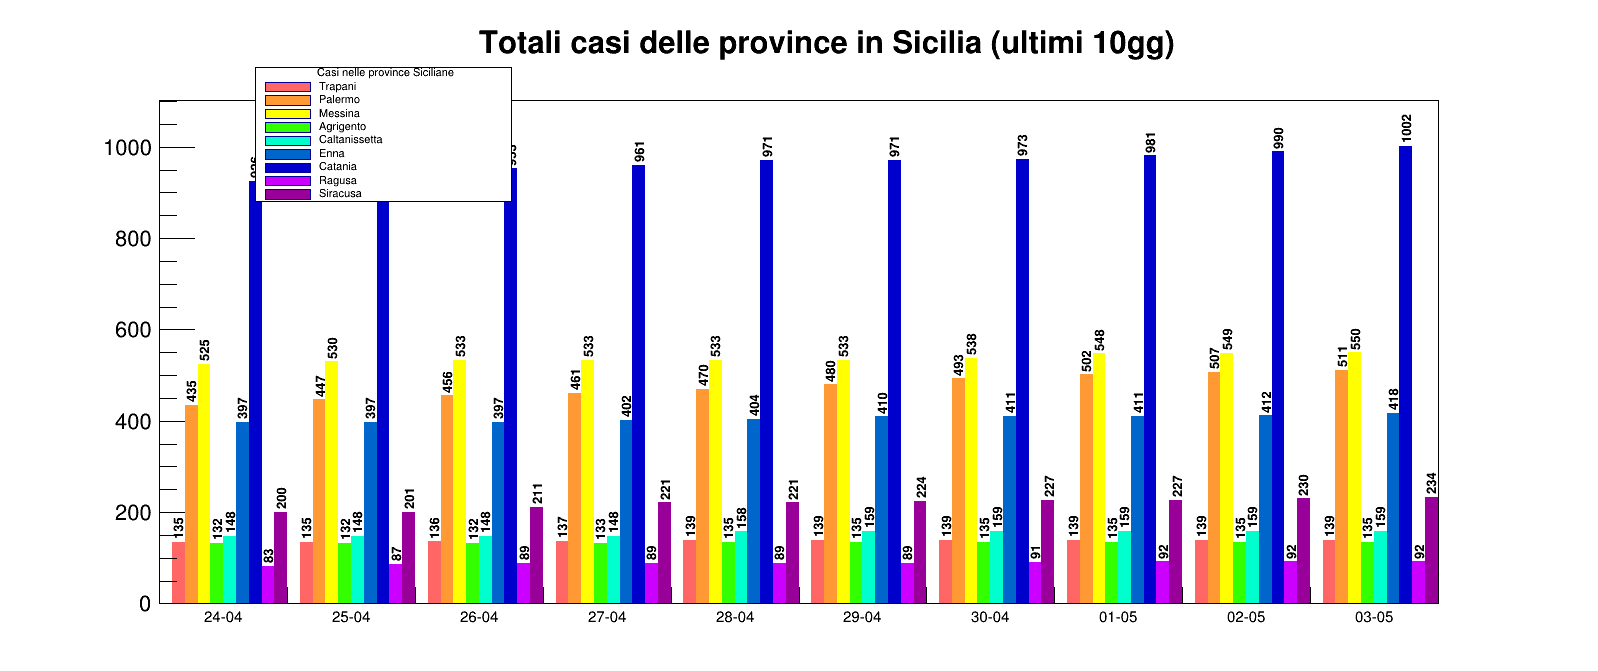 Totali casi delle province in Sicilia (ultimi 10gg)
Casi nelle province Siciliane
Trapani
Palermo
Messina
Agrigento
Caltanissetta
Enna
Catania
Ragusa
Siracusa
1000
800
600
400
200
0
135 435 525 132 148 397 83 200
135 447 530 132 148 397 87 201
136 456 533 132 148 397 89 211
137 461 533 133 148 402 961 89 221
139 470 533 135 158 404 971 89 221
139 480 533 135 159 410 971 89 224
139 493 538 135 159 411 973 91 227
139 502 548 135 159 411 981 92 227
139 507 549 135 159 412 990 92 230
139 511 550 135 159 418 1002 92 234
24-04 25-04 26-04 27-04 28-04 29-04 30-04 01-05 02-05 03-05